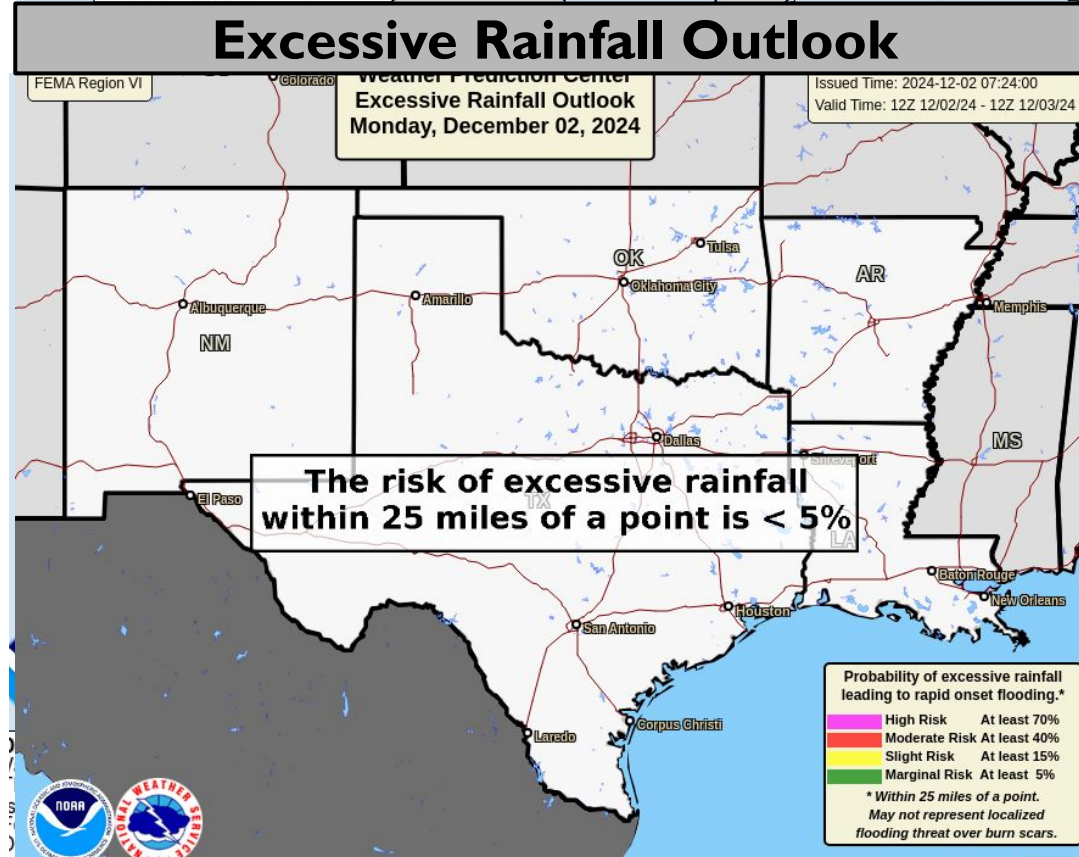 Excessive Rainfall Outlook
FEMA Region VI
Colorado
Weather Prediction Center
Excessive Rainfall Outlook
Monday, December 02, 2024
Issued Time: 2024-12-02 07:24:00
Valid Time: 12Z 12/02/24 - 12Z 12/03/24
Tulsa
OK
AR
Oklahoma City
Amarillo
Albuquerque
Memphis
NM
Dallas
MS
Shreveport
The risk of excessive rainfall
El Paso
TX
within 25 miles of a point is < 5%
LA
Baton Rouge
New Orleans
Houston
San Antonio
Corpus Christi
Laredo
Probability of excessive rainfall
leading to rapid onset flooding.*
High Risk At least 70%
Moderate Risk At least 40%
Slight Risk At least 15%
Marginal Risk At least 5%
* Within 25 miles of a point.
May not represent localized
flooding threat over burn scars.
NOAA
NATIONAL WEATHER SERVICE